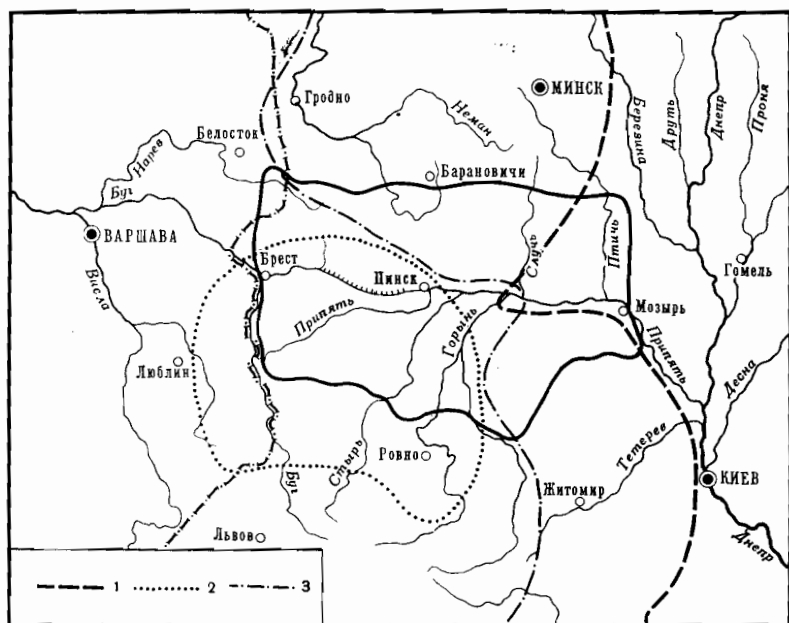 Гродно
МИНСК
Неман
Березина
Друть
Днепр
Проня
Белосток
Нарев
Буг
Барановичи
ВАРШАВА
Висла
Брест
Пинск
Случь
Птичь
Гомель
Мозырь
Припять
Горынь
Припять
Люблин
Десна
Стырь
Ровно
Тетерев
Буг
Житомир
КИЕВ
Львов
Днепр
1 2 3